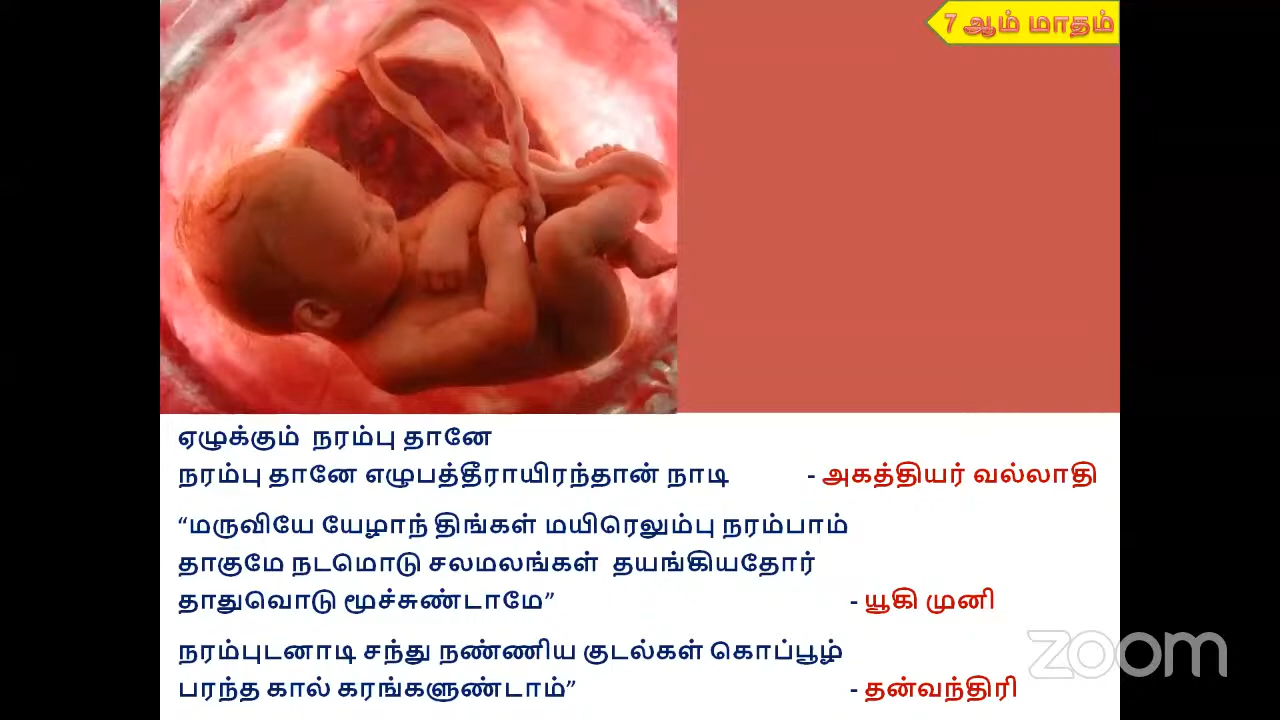 7 ஆம் மாதம்
ஏழுக்கும் நரம்பு தானே
நரம்பு தானே எழுபத்தீராயிரந்தான் நாடி - அகத்தியர் வல்லாதி
“மருவியே யேழாந் திங்கள் மயிரெலும்பு நரம்பாம்
தாகுமே நடமொடு சலமலங்கள் தயங்கியதோர்
தாதுவொடு மூச்சுண்டாமே” - யூகி முனி
நரம்புடனாடி சந்து நண்ணிய குடல்கள் கொப்பூழ்
பரந்த கால் கரங்களுண்டாம்” - தன்வந்திரி
zoom